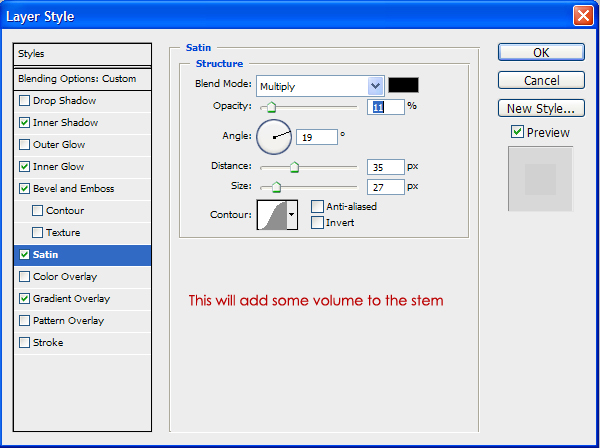 Layer Style
Styles
Blending Options: Custom
Drop Shadow
Inner Shadow
Outer Glow
Inner Glow
Bevel and Emboss
Contour
Texture
Satin
Color Overlay
Gradient Overlay
Pattern Overlay
Stroke
Satin
Structure
Blend Mode: Multiply
Opacity: 11 %
Angle: 19 °
Distance: 35 px
Size: 27 px
Contour: Anti-aliased
Invert
This will add some volume to the stem
OK
Cancel
New Style...
Preview